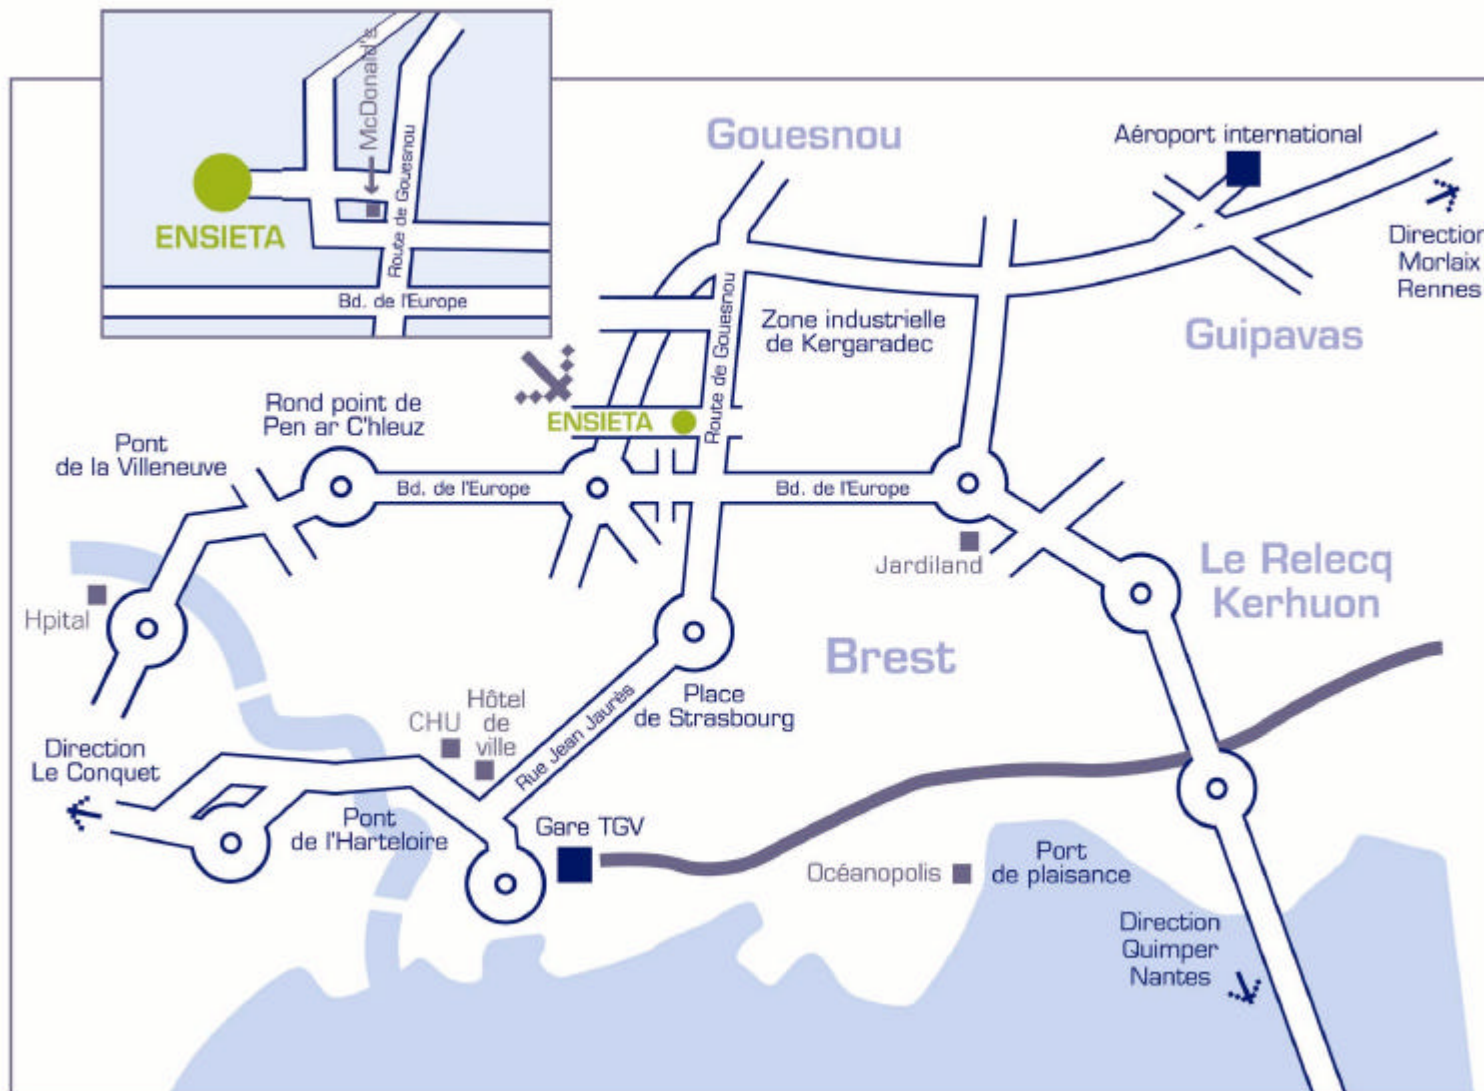 McDonald's
Route de Gouesnou
ENSIETA
Bd. de l'Europe
Gouesnou
Aéroport international
Direction
Morlaix
Rennes
Guipavas
Zone industrielle
de Kergaradec
Route de Gouesnou
ENSIETA
Rond point de
Pen ar C'hleuz
Pont
de la Villeneuve
Bd. de l'Europe
Bd. de l'Europe
Jardiland
Le Relecq
Kerhuon
Hpital
Brest
Place
de Strasbourg
Rue Jean Jaurès
CHU
Hôtel
de
ville
Direction
Le Conquet
Pont
de l'Harteloire
Gare TGV
Océanopolis
Port
de plaisance
Direction
Quimper
Nantes